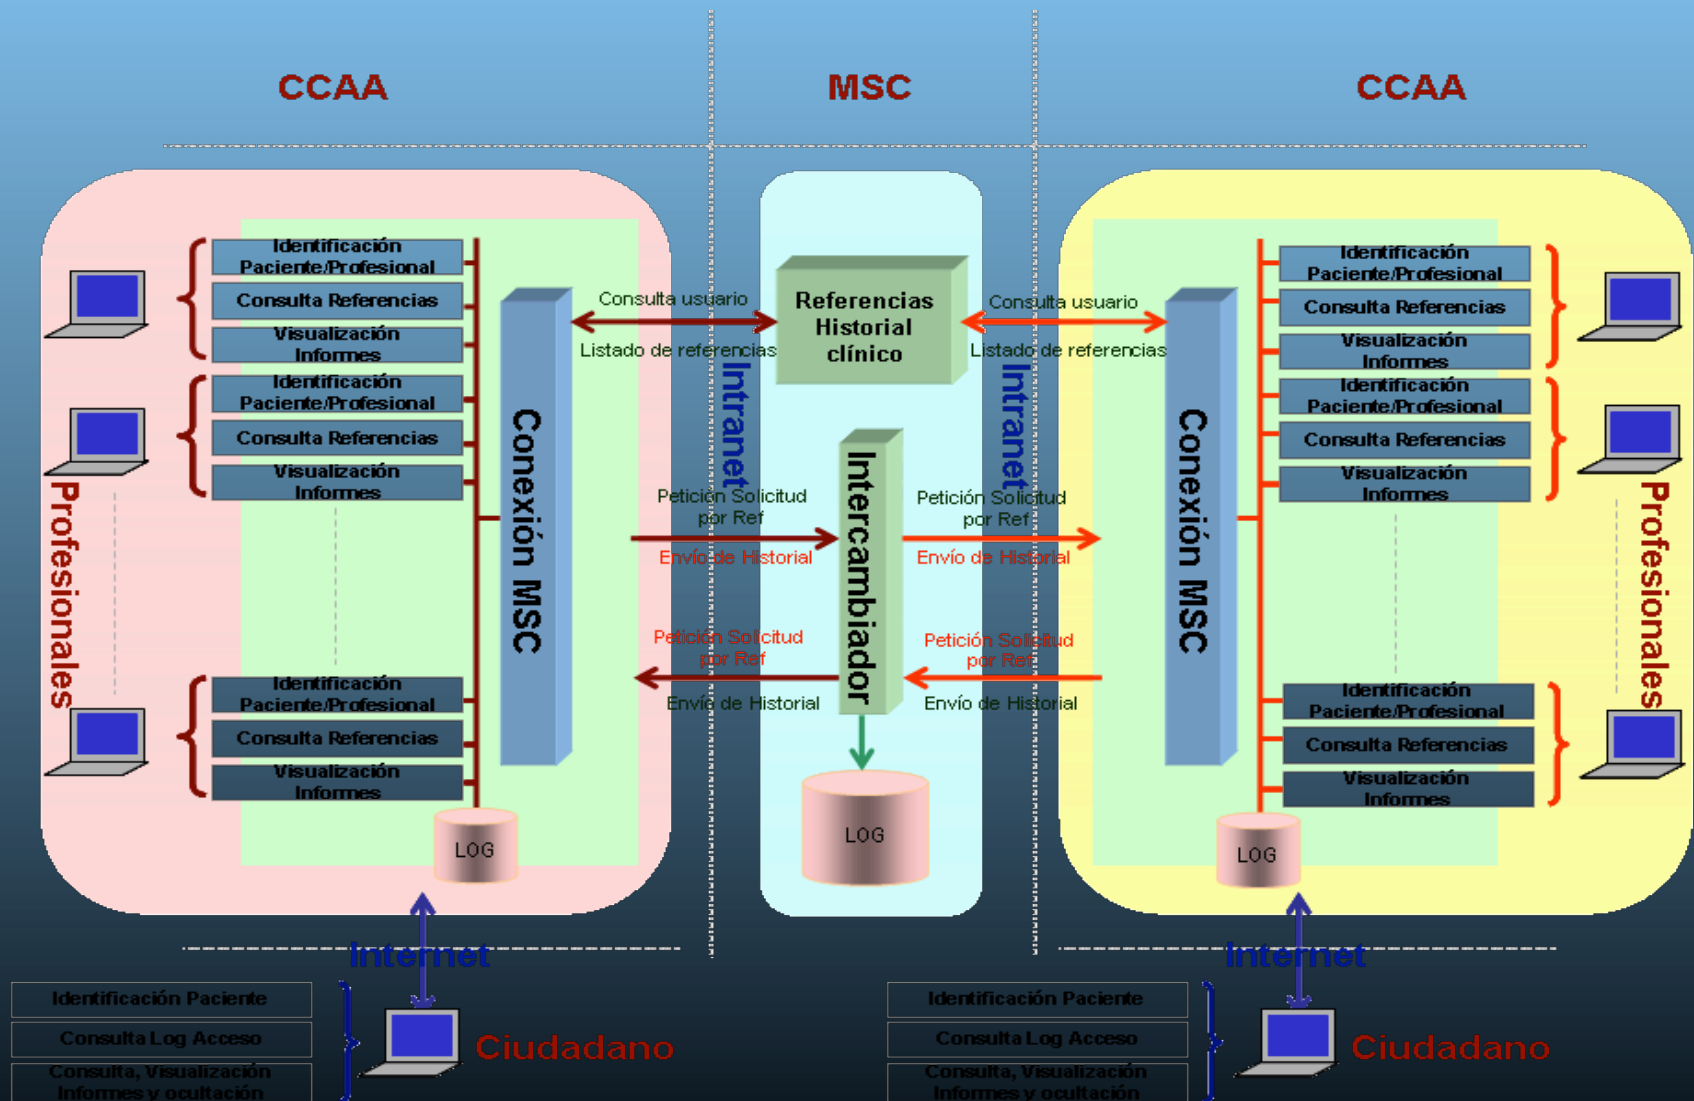 CCAA
MSC
CCAA
Identificación
Paciente/Profesional
Consulta Referencias
Visualización
Informes
Identificación
Paciente/Profesional
Consulta Referencias
Visualización
Informes
Identificación
Paciente/Profesional
Consulta Referencias
Visualización
Informes
Profesionales
Conexión MSC
LOG
Consulta usuario
Listado de referencias
Intranet
Petición Solicitud
por Ref
Envío de Historial
Petición Solicitud
por Ref
Envío de Historial
Referencias
Historial
clínico
Intercambiador
LOG
Consulta usuario
Listado de referencias
Intranet
Petición Solicitud
por Ref
Envío de Historial
Petición Solicitud
por Ref
Envío de Historial
Conexión MSC
Identificación
Paciente/Profesional
Consulta Referencias
Visualización
Informes
Identificación
Paciente/Profesional
Consulta Referencias
Visualización
Informes
Identificación
Paciente/Profesional
Consulta Referencias
Visualización
Informes
Profesionales
LOG
Internet
Identificación Paciente
Consulta Log Acceso
Consulta, Visualización
Informes y ocultación
Ciudadano
Internet
Identificación Paciente
Consulta Log Acceso
Consulta, Visualización
Informes y ocultación
Ciudadano